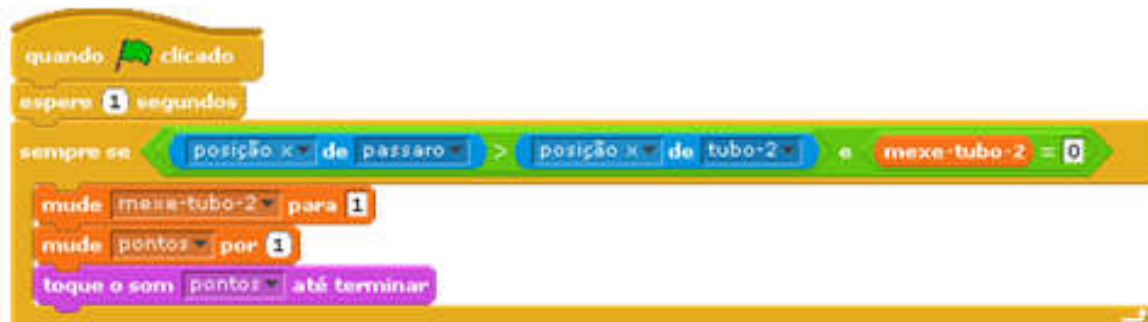 quando clicado
espere 1 segundos
sempre se posição x de passaro > posição x de tubo-2 e mexe-tubo-2 = 0
mude mexe-tubo-2 para 1
mude pontos por 1
toque o som pontos até terminar